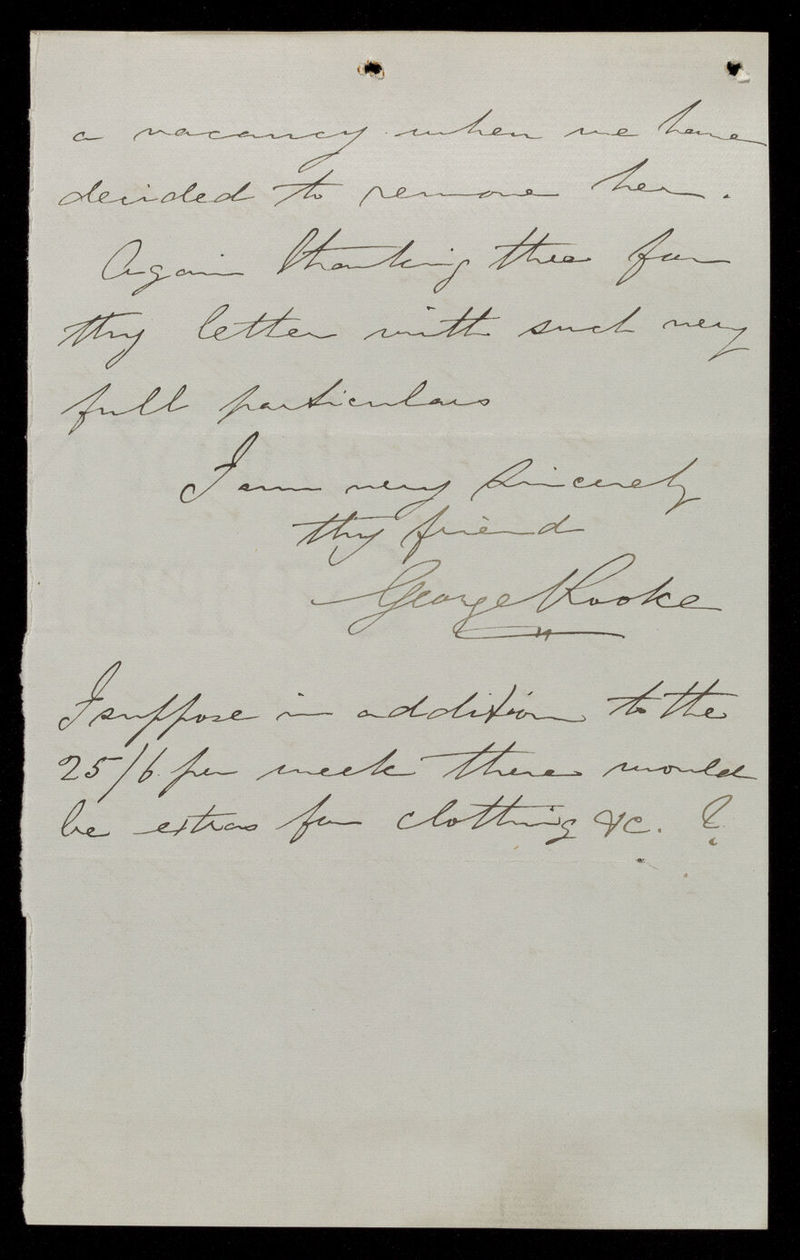 a vacancy when we have
decided to remove her.
Again thanking thee for
thy letter with such very
full particulars
I am very sincerely
thy friend
George Rooke
I suppose in addition to the
25/6 per week there would
be extras for clothing &c. ?